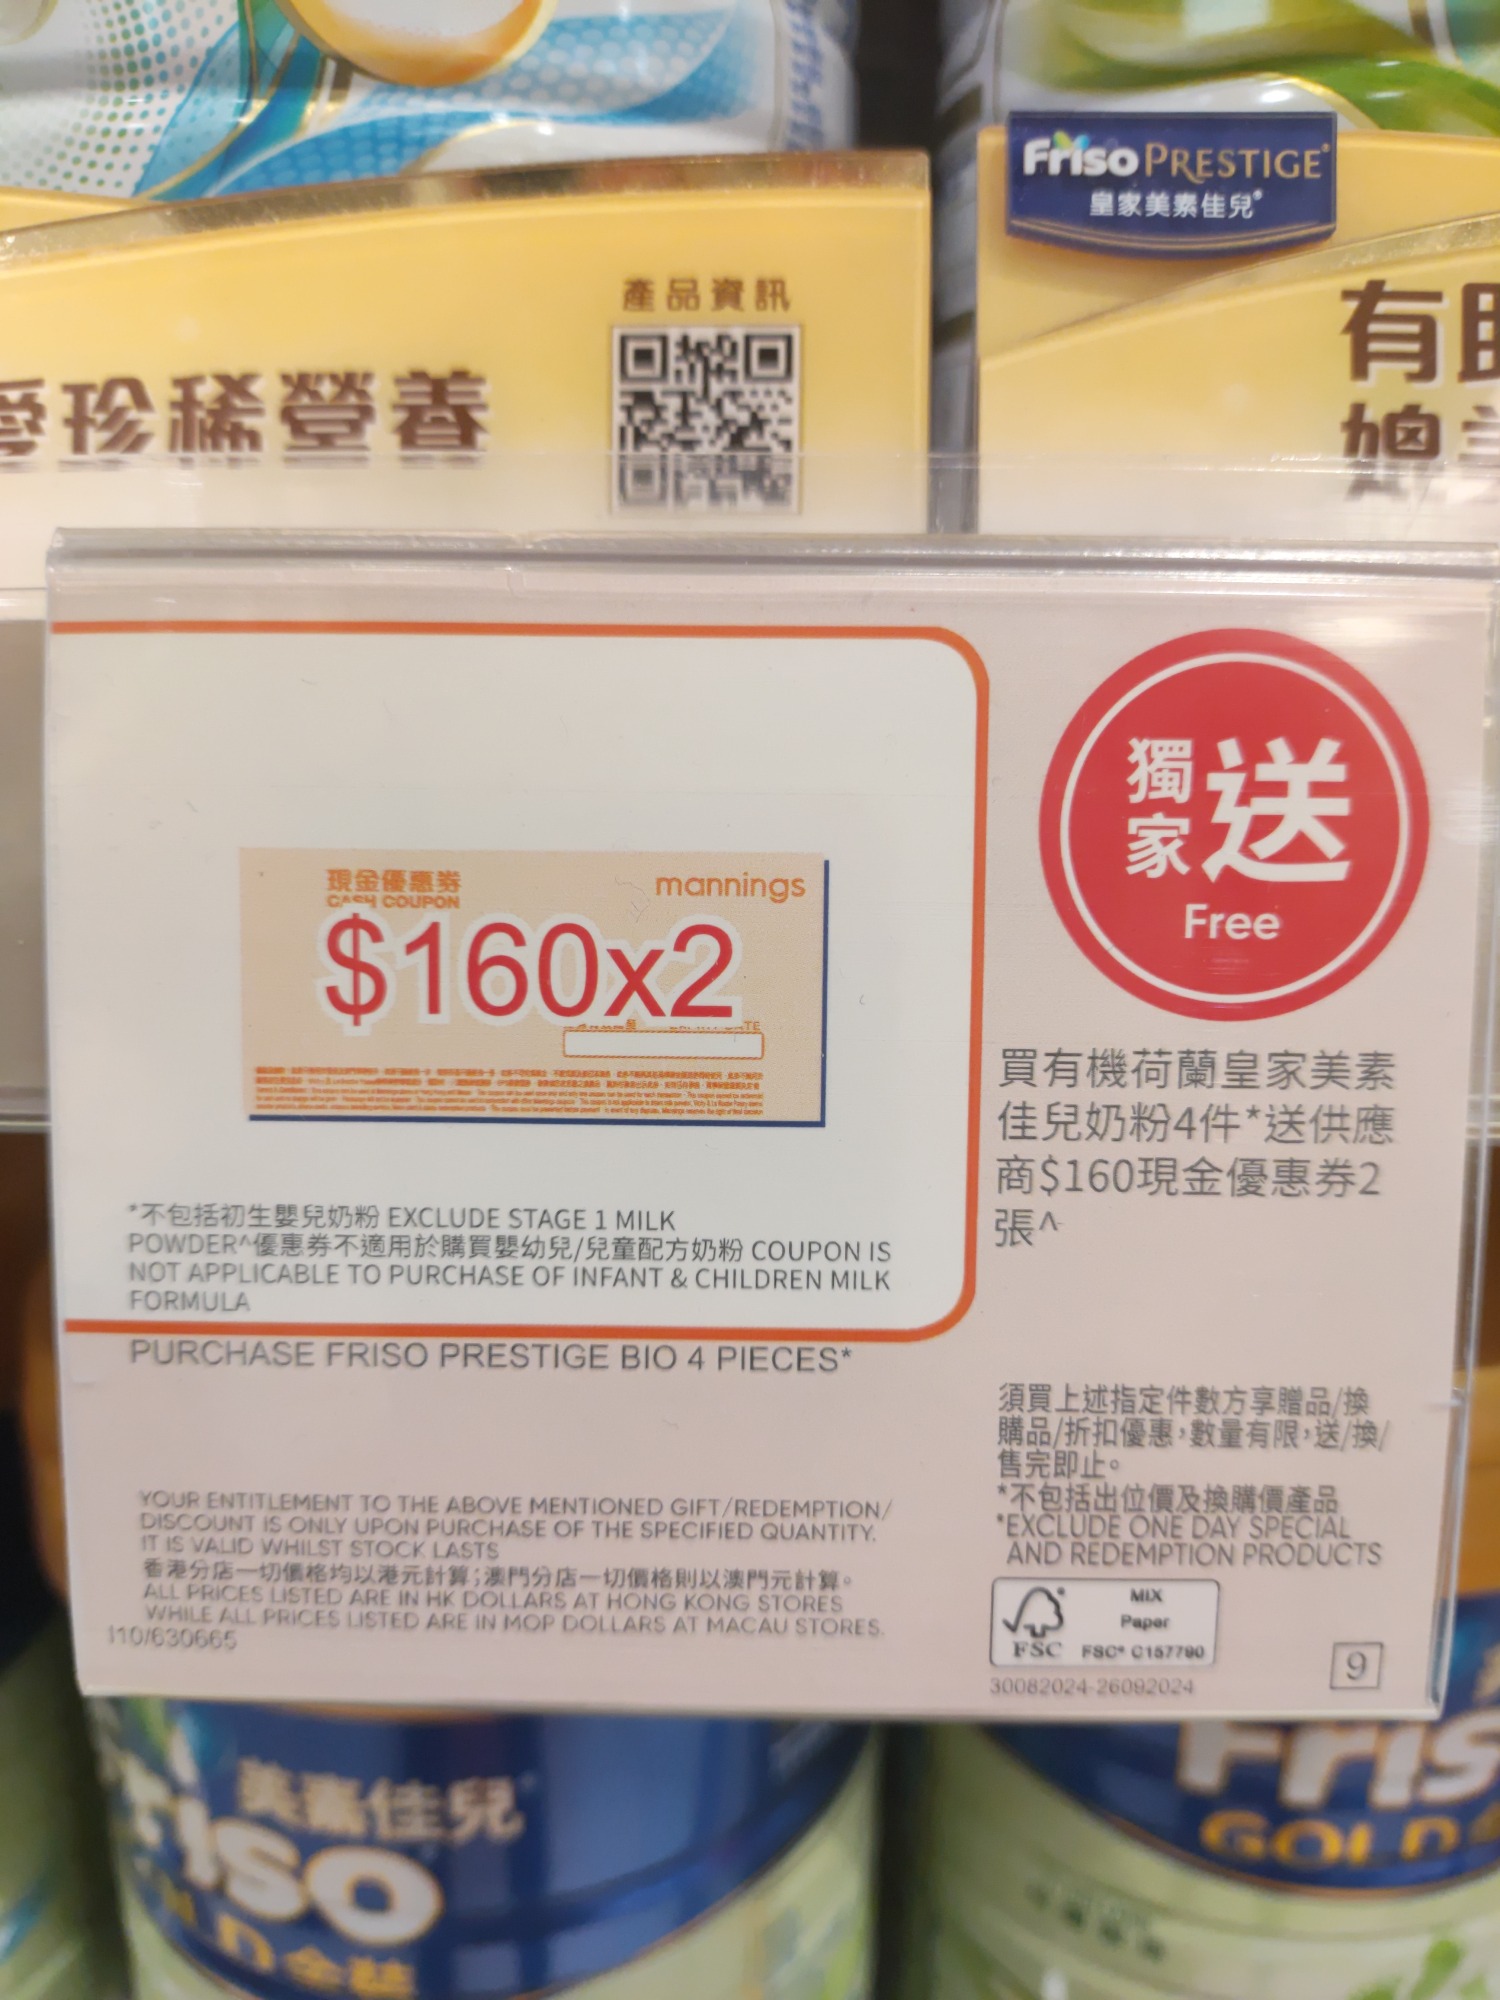 Friso PRESTIGE
皇家美素佳兒
產品資訊
珍稀營養
有
獨家
送
Free
現金優惠券
CASH COUPON
mannings
$160x2
買有機荷蘭皇家美素
佳兒奶粉4件*送供應
商$160現金優惠券2
張^
*不包括初生嬰兒奶粉 EXCLUDE STAGE 1 MILK
POWDER^優惠券不適用於購買嬰幼兒/兒童配方奶粉 COUPON IS
NOT APPLICABLE TO PURCHASE OF INFANT & CHILDREN MILK
FORMULA
PURCHASE FRISO PRESTIGE BIO 4 PIECES*
須買上述指定件數方享贈品/換
購品/折扣優惠,數量有限,送/換/
售完即止。
*不包括出位價及換購價產品
*EXCLUDE ONE DAY SPECIAL
AND REDEMPTION PRODUCTS
YOUR ENTITLEMENT TO THE ABOVE MENTIONED GIFT/REDEMPTION/
DISCOUNT IS ONLY UPON PURCHASE OF THE SPECIFIED QUANTITY.
IT IS VALID WHILST STOCK LASTS
香港分店一切價格均以港元計算;澳門分店一切價格則以澳門元計算。
ALL PRICES LISTED ARE IN HK DOLLARS AT HONG KONG STORES
WHILE ALL PRICES LISTED ARE IN MOP DOLLARS AT MACAU STORES.
110/630665
MIX
Paper
FSC
FSC® C157790
30082024-26092024
9
美素佳兒
GOLD